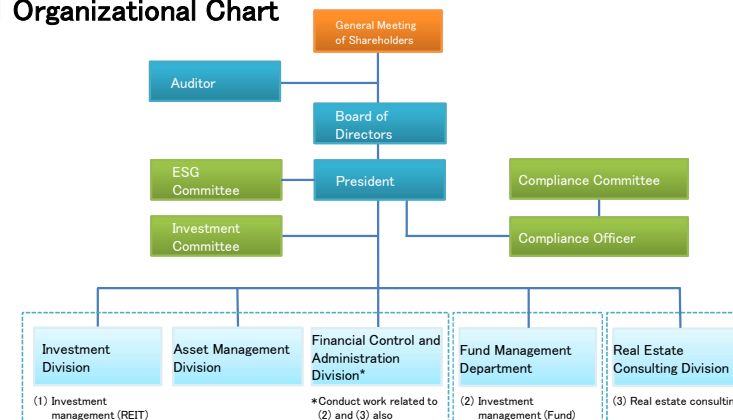 Organizational Chart
General Meeting
of Shareholders
Auditor
Board of
Directors
ESG
Committee
President
Compliance Committee
Investment
Committee
Compliance Officer
Investment
Division
Asset Management
Division
Financial Control and
Administration
Division*
Fund Management
Department
Real Estate
Consulting Division
(1) Investment
management (REIT)
*Conduct work related to
(2) and (3) also
(2) Investment
management (Fund)
(3) Real estate consultin